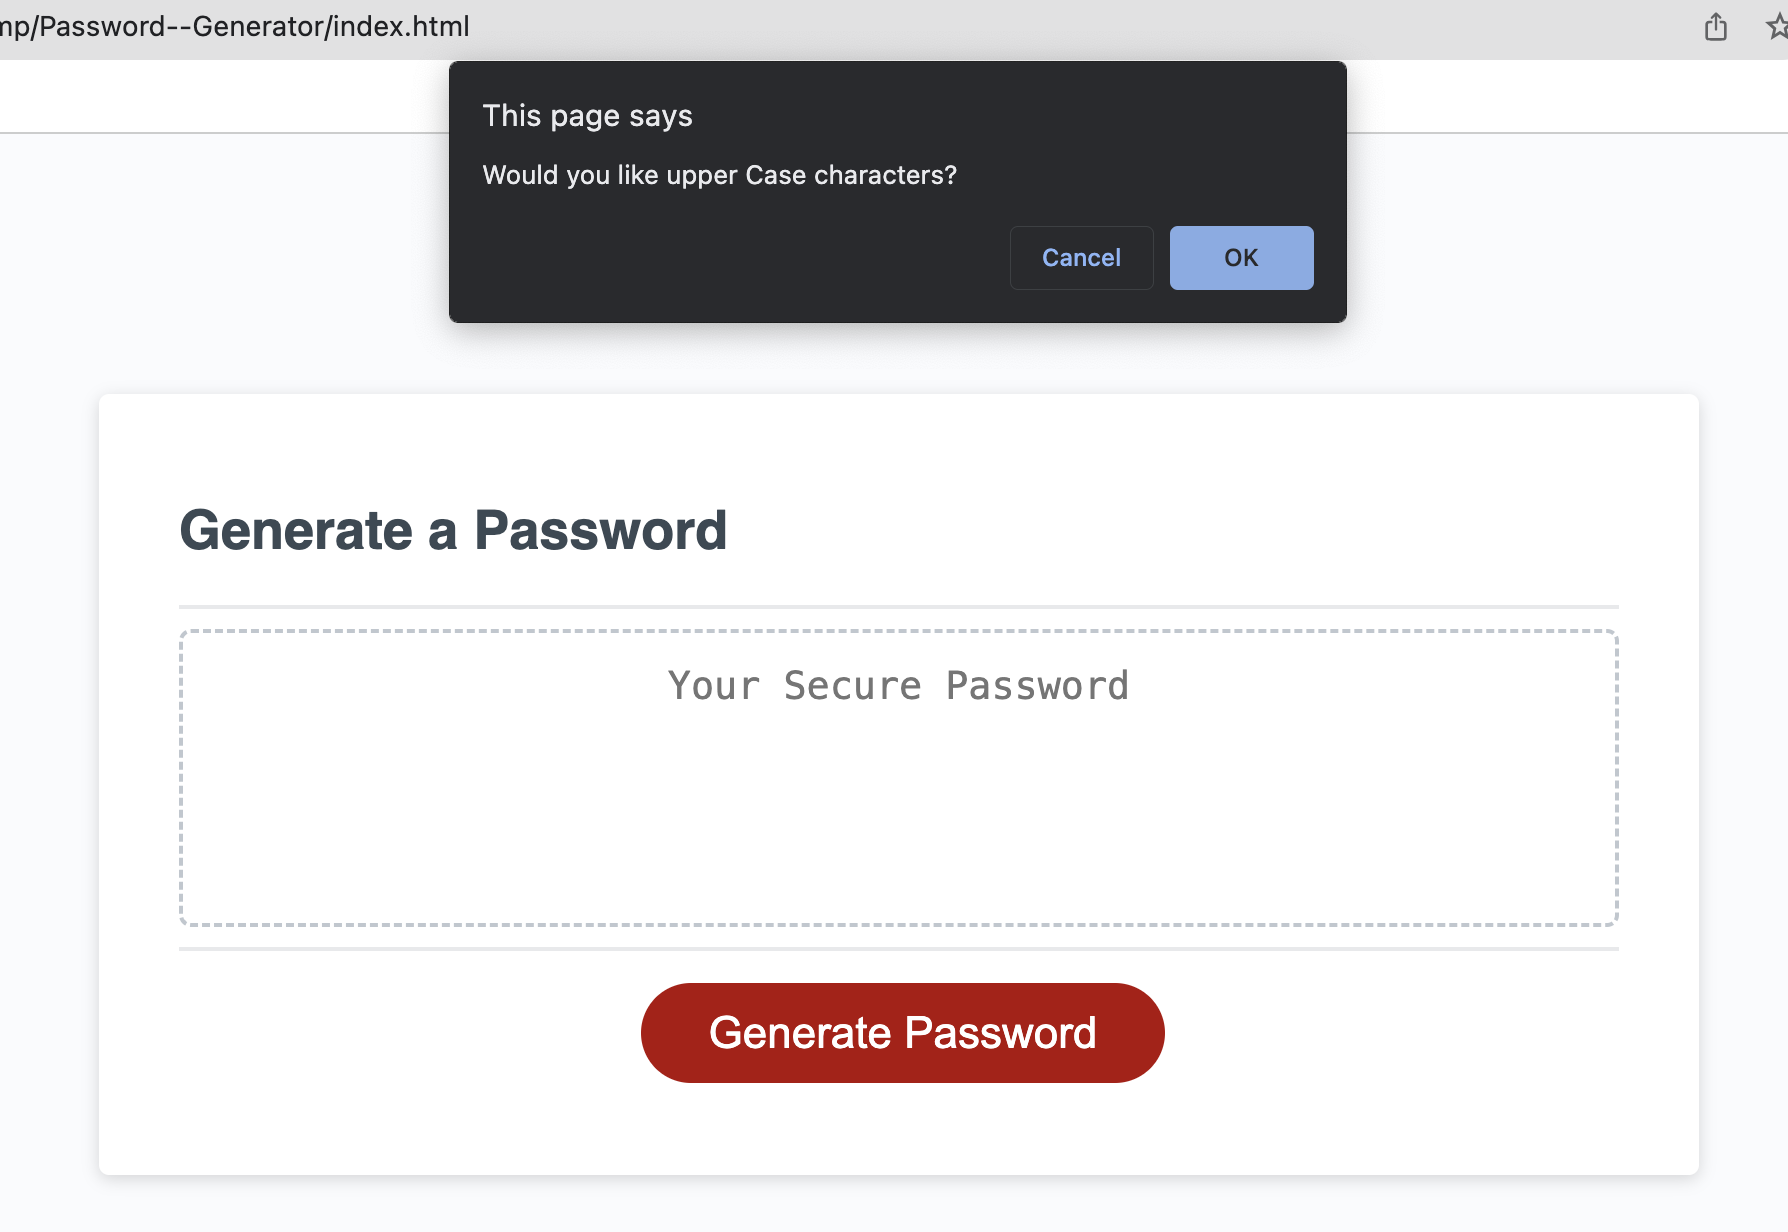 mp/Password--Generator/index.html
This page says
Would you like upper Case characters?
Cancel OK
Generate a Password
Your Secure Password
Generate Password